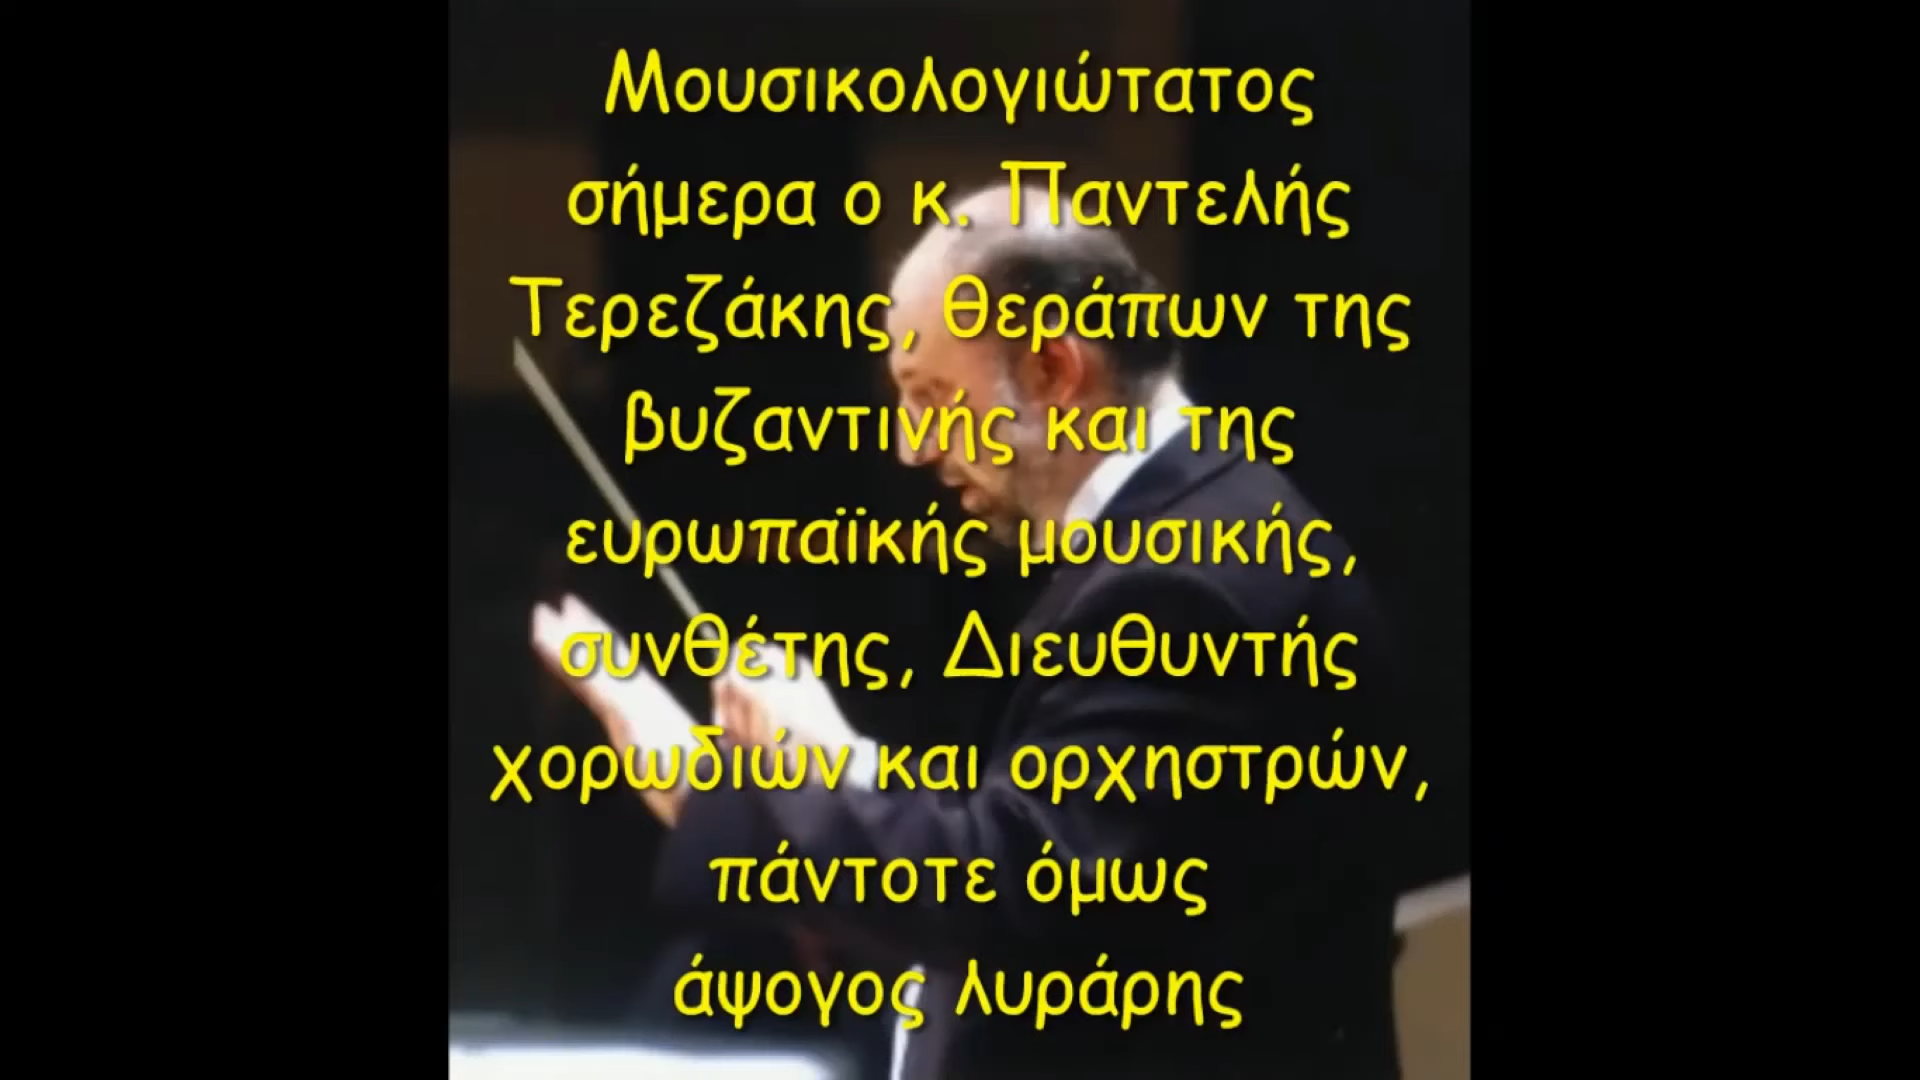 Μουσικολογιώτατος
σήμερα ο κ. Παντελής
Τερεζάκης, θεράπων της
βυζαντινής και της
ευρωπαϊκής μουσικής,
συνθέτης, Διευθυντής
χορωδιών και ορχηστρών,
πάντοτε όμως
άψογος λυράρης